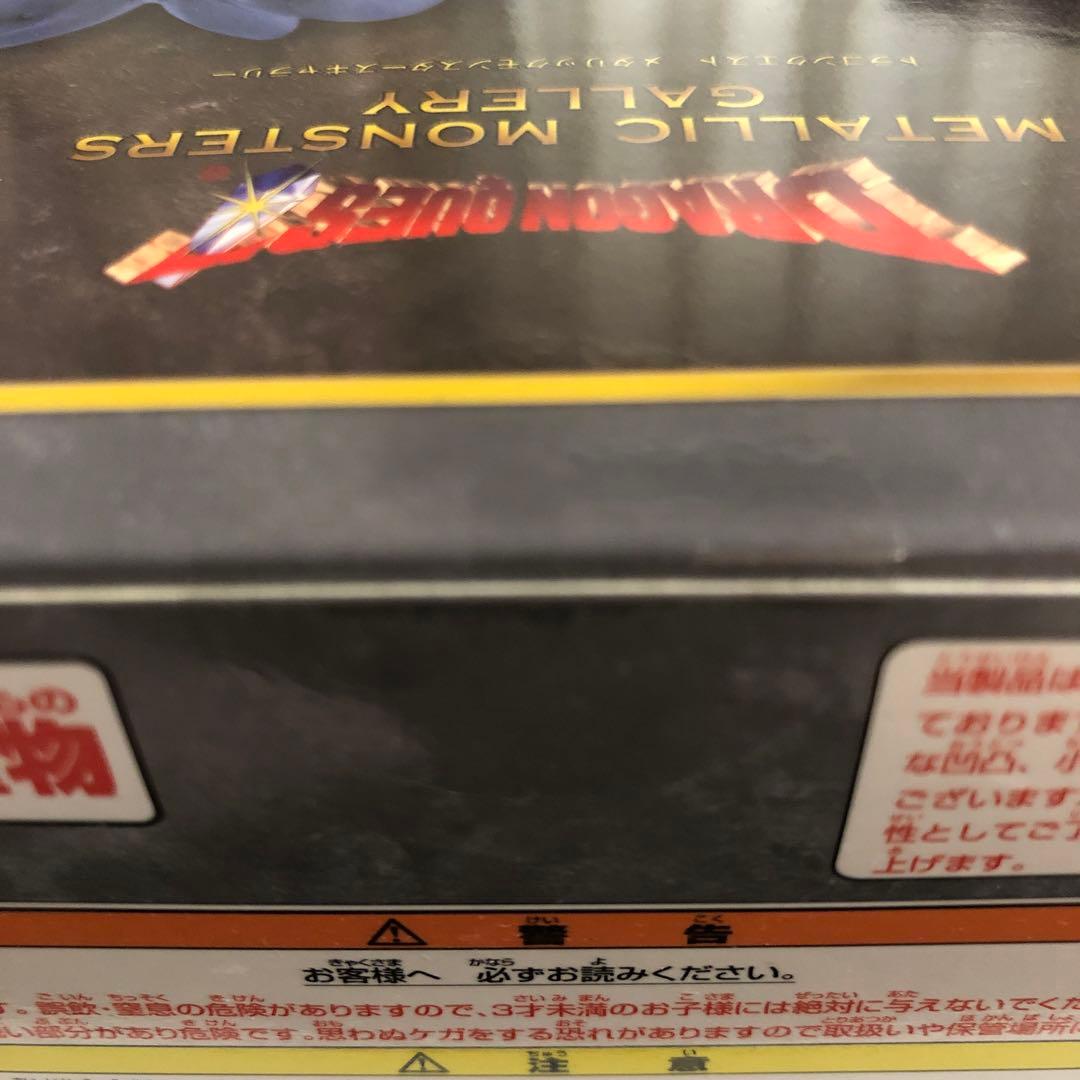 ドラゴンクエスト メタリックモンスターズギャラリー
METALLIC MONSTERS
GALLERY
DRAGON QUEST
の
物
当製品は
ておりま
な凹凸、小
ございます
性としてご了
上げます。
警告
お客様へ 必ずお読みください。
す。誤飲・窒息の危険がありますので、3才未満のお子様には絶対に与えないでくだ
い部分があり危険です。思わぬケガをする恐れがありますので取扱いや保管場所に
注意